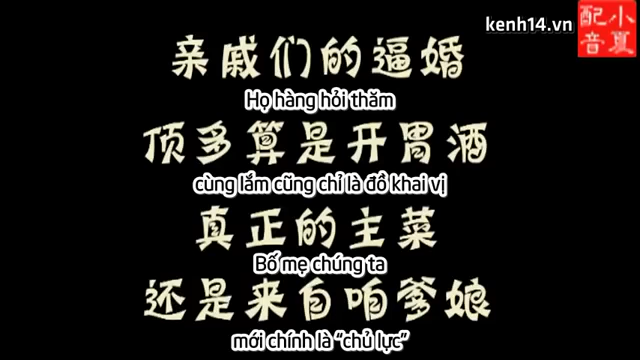 kenh14.vn
小夏
配音
亲戚们的逼婚
Họ hàng hỏi thăm
顶多算是开胃酒
cùng lắm cũng chỉ là đồ khai vị
真正的主菜
Bố mẹ chúng ta
还是来自咱爹娘
mới chính là "chủ lực"